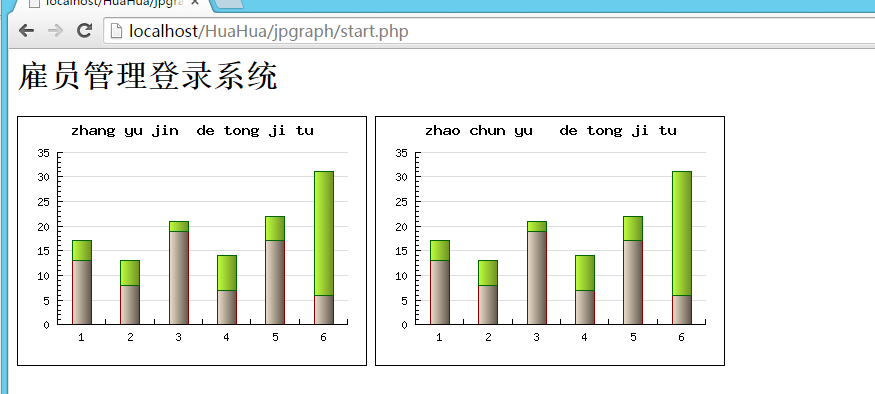 localhost/HuaHua/jpgraph/
localhost/HuaHua/jpgraph/start.php
雇员管理登录系统
zhang yu jin de tong ji tu
35
30
25
20
15
10
5
0
1 2 3 4 5 6
zhao chun yu de tong ji tu
35
30
25
20
15
10
5
0
1 2 3 4 5 6